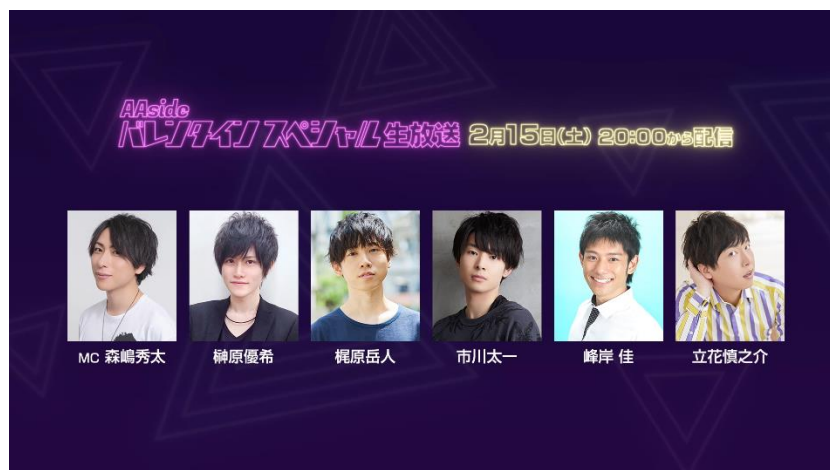 AAside
バレンタインスペシャル生放送 2月15日(土) 20:00から配信
MC 森嶋秀太
榊原優希
梶原岳人
市川太一
峰岸 佳
立花慎之介